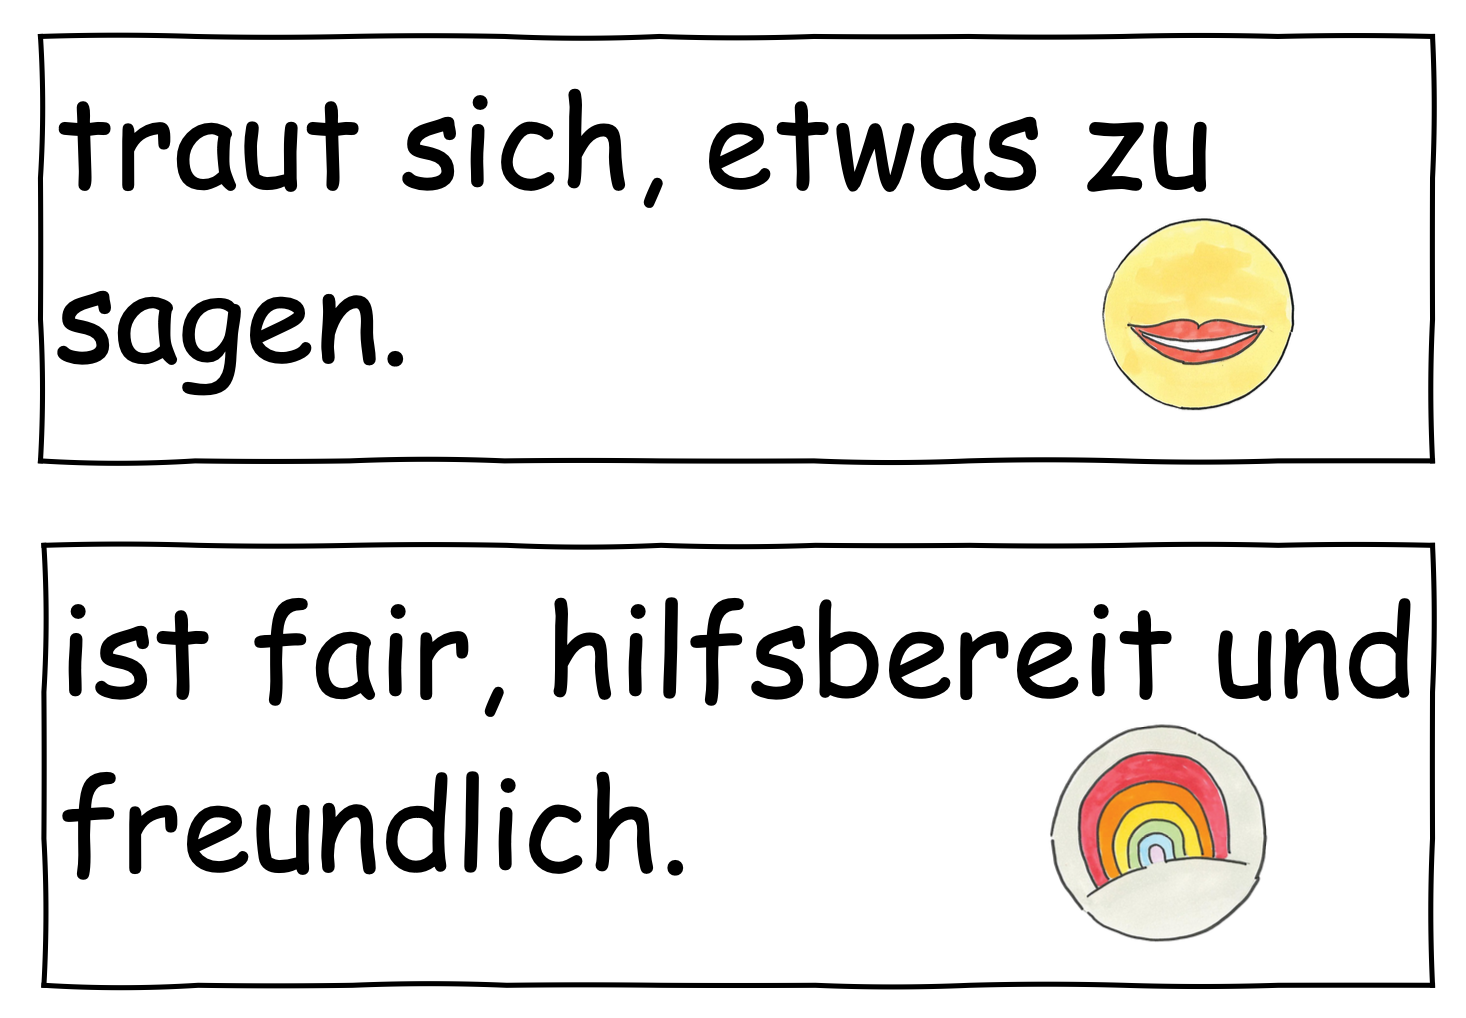 traut sich, etwas zu
sagen.
ist fair, hilfsbereit und
freundlich.